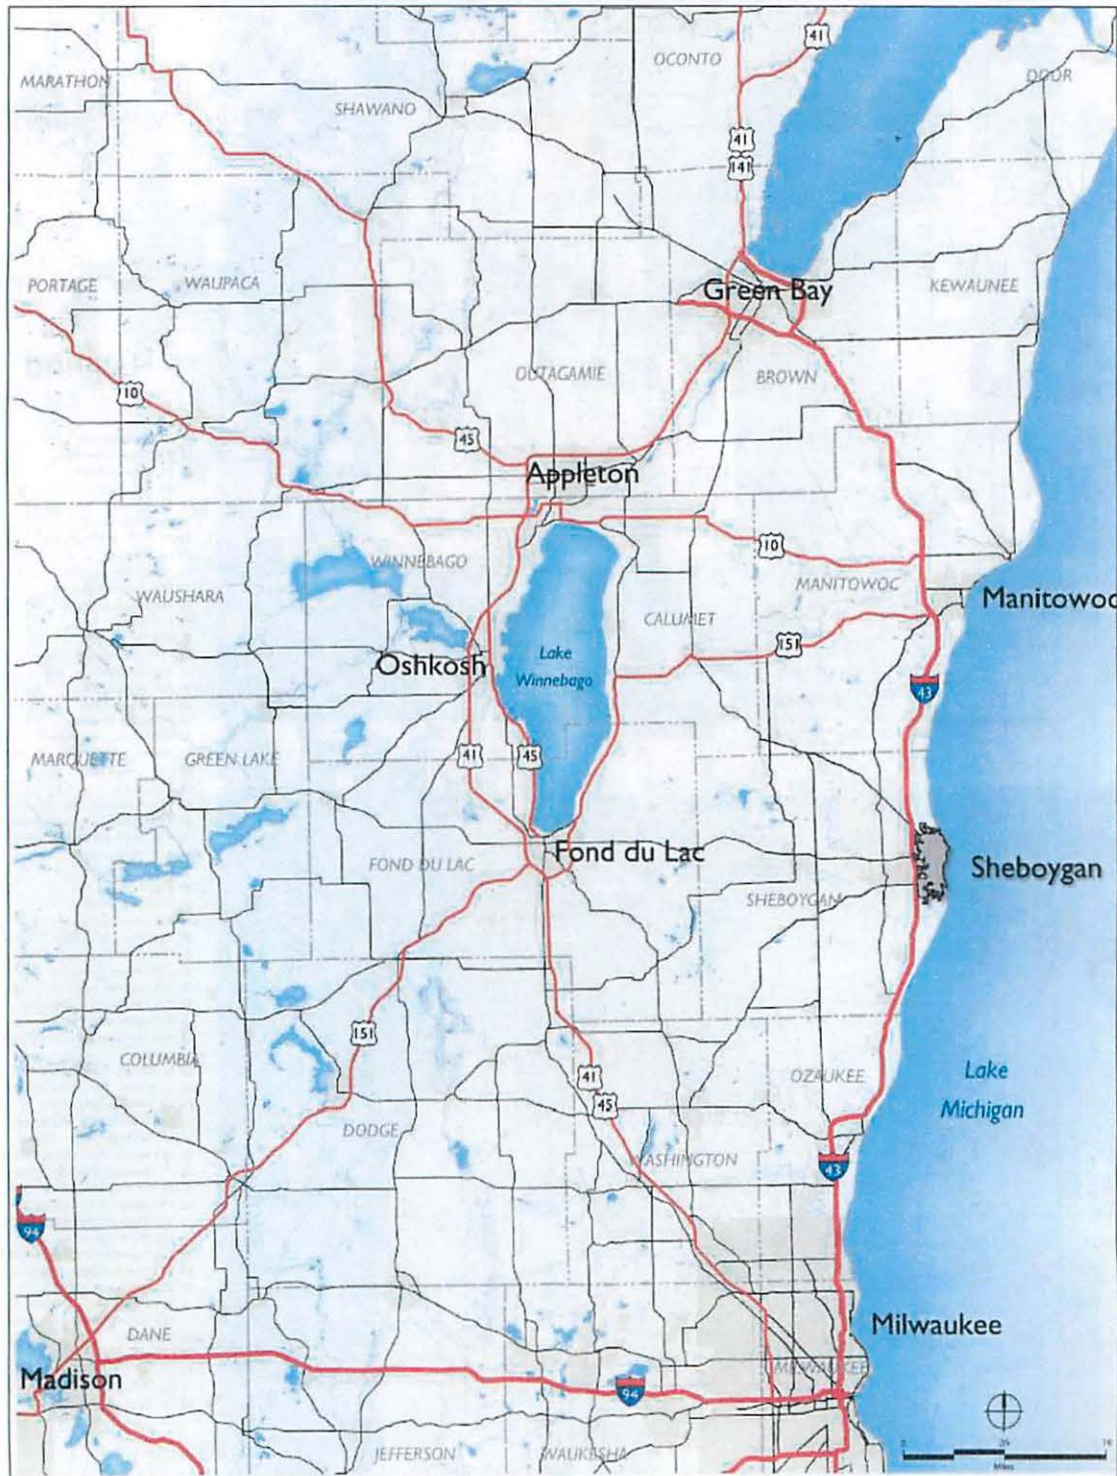 41
OCONTO
DOOR
MARATHON
SHAWANO
41
141
PORTAGE
WAUPACA
Green Bay
KEWAUNEE
OUTAGAMIE
BROWN
10
45
Appleton
10
WINNEBAGO
MANITOWOC
WAUSHARA
Manitowoc
CALUMET
151
Lake
Winnebago
Oshkosh
43
MARQUETTE
GREEN LAKE
41
45
Fond du Lac
FOND DU LAC
Sheboygan
SHEBOYGAN
151
COLUMBIA
Lake
Michigan
OZAUKEE
41
45
DODGE
WASHINGTON
43
94
Milwaukee
DANE
MILWAUKEE
Madison
94
JEFFERSON
WAUKESHA
Miles